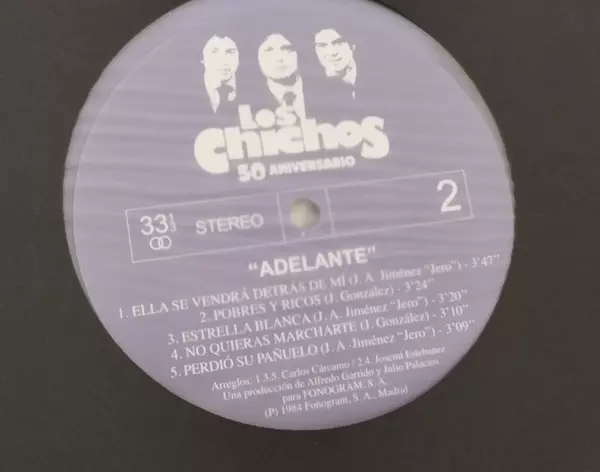 Los
Chichos
50 ANIVERSARIO
33 1/3
STEREO
2
"ADELANTE"
1. ELLA SE VENDRÁ DETRÁS DE MÍ (J. A. Jiménez "Jero") - 3'47"
2. POBRES Y RICOS (J. González) - 3'24"
3. ESTRELLA BLANCA (J. A. Jiménez "Jero") - 3'20"
4. NO QUIERAS MARCHARTE (J. González) - 3'10"
5. PERDIÓ SU PAÑUELO (J. A. Jiménez "Jero") - 3'09"
Arreglos: 1.3.5. Carlos Cárcamo / 2.4. Josemi Estebánez
Una producción de Alfredo Garrido y Julio Palacios
para FONOGRAM, S. A.
(P) 1984 Fonogram, S. A., Madrid